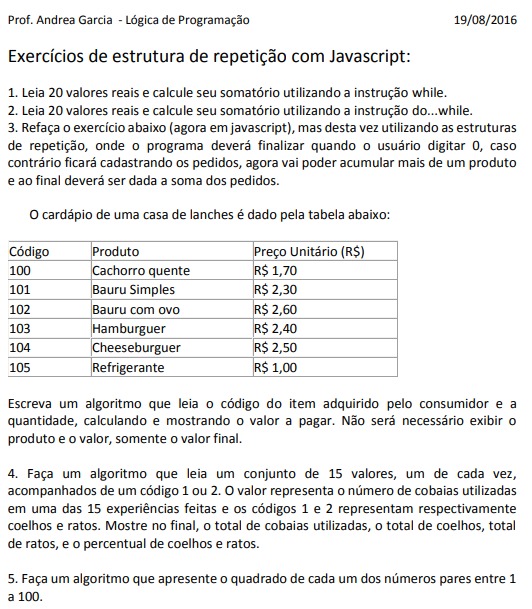 Prof. Andrea Garcia - Lógica de Programação 19/08/2016
Exercícios de estrutura de repetição com Javascript:
1. Leia 20 valores reais e calcule seu somatório utilizando a instrução while.
2. Leia 20 valores reais e calcule seu somatório utilizando a instrução do...while.
3. Refaça o exercício abaixo (agora em javascript), mas desta vez utilizando as estruturas
de repetição, onde o programa deverá finalizar quando o usuário digitar 0, caso
contrário ficará cadastrando os pedidos, agora vai poder acumular mais de um produto
e ao final deverá ser dada a soma dos pedidos.
O cardápio de uma casa de lanches é dado pela tabela abaixo:
Código Produto Preço Unitário (R$)
100 Cachorro quente R$ 1,70
101 Bauru Simples R$ 2,30
102 Bauru com ovo R$ 2,60
103 Hamburguer R$ 2,40
104 Cheeseburguer R$ 2,50
105 Refrigerante R$ 1,00
Escreva um algoritmo que leia o código do item adquirido pelo consumidor e a
quantidade, calculando e mostrando o valor a pagar. Não será necessário exibir o
produto e o valor, somente o valor final.
4. Faça um algoritmo que leia um conjunto de 15 valores, um de cada vez,
acompanhados de um código 1 ou 2. O valor representa o número de cobaias utilizadas
em uma das 15 experiências feitas e os códigos 1 e 2 representam respectivamente
coelhos e ratos. Mostre no final, o total de cobaias utilizadas, o total de coelhos, total
de ratos, e o percentual de coelhos e ratos.
5. Faça um algoritmo que apresente o quadrado de cada um dos números pares entre 1
a 100.